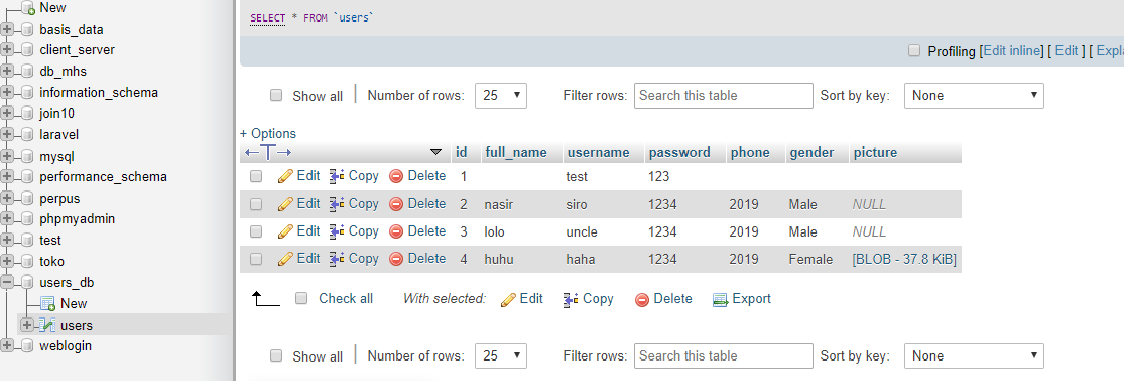 New
basis_data
client_server
db_mhs
information_schema
join10
laravel
mysql
performance_schema
perpus
phpmyadmin
test
toko
users_db
New
users
weblogin
SELECT * FROM `users`
Profiling [Edit inline] [ Edit ] [ Expla
Show all | Number of rows: 25 Filter rows: Search this table Sort by key: None
+ Options
←T→ id full_name username password phone gender picture
Edit Copy Delete 1 test 123
Edit Copy Delete 2 nasir siro 1234 2019 Male NULL
Edit Copy Delete 3 lolo uncle 1234 2019 Male NULL
Edit Copy Delete 4 huhu haha 1234 2019 Female [BLOB - 37.8 KiB]
Check all With selected: Edit Copy Delete Export
Show all | Number of rows: 25 Filter rows: Search this table Sort by key: None